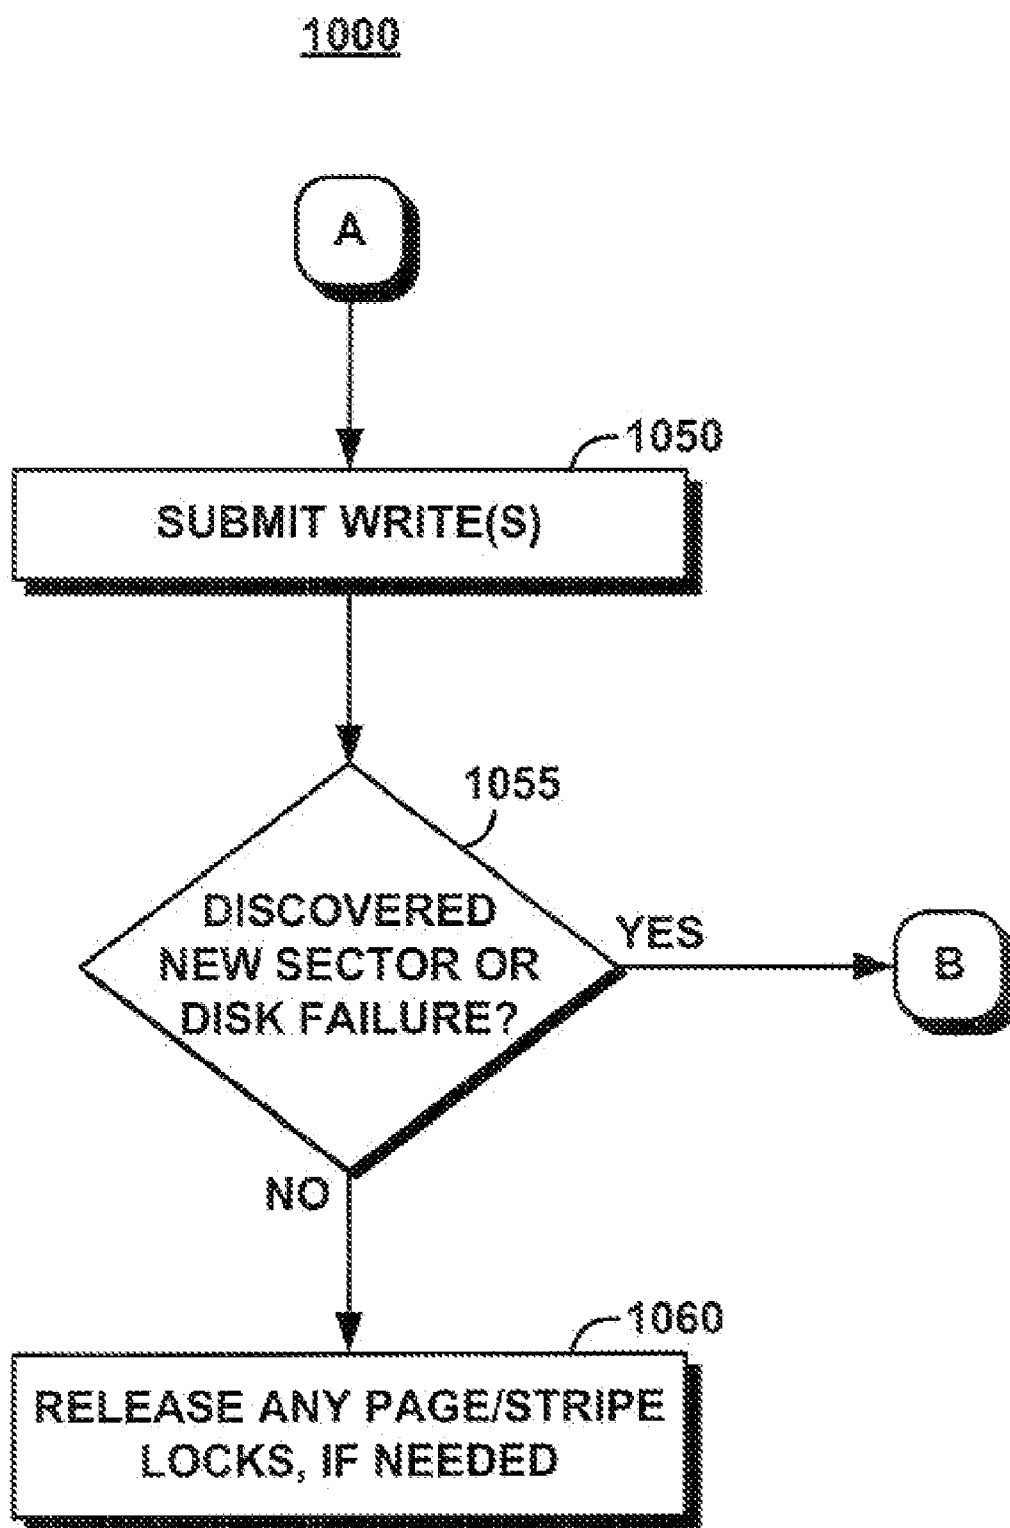 1000
A
1050
SUBMIT WRITE(S)
1055
DISCOVERED
NEW SECTOR OR
DISK FAILURE?
YES
B
NO
1060
RELEASE ANY PAGE/STRIPE
LOCKS, IF NEEDED